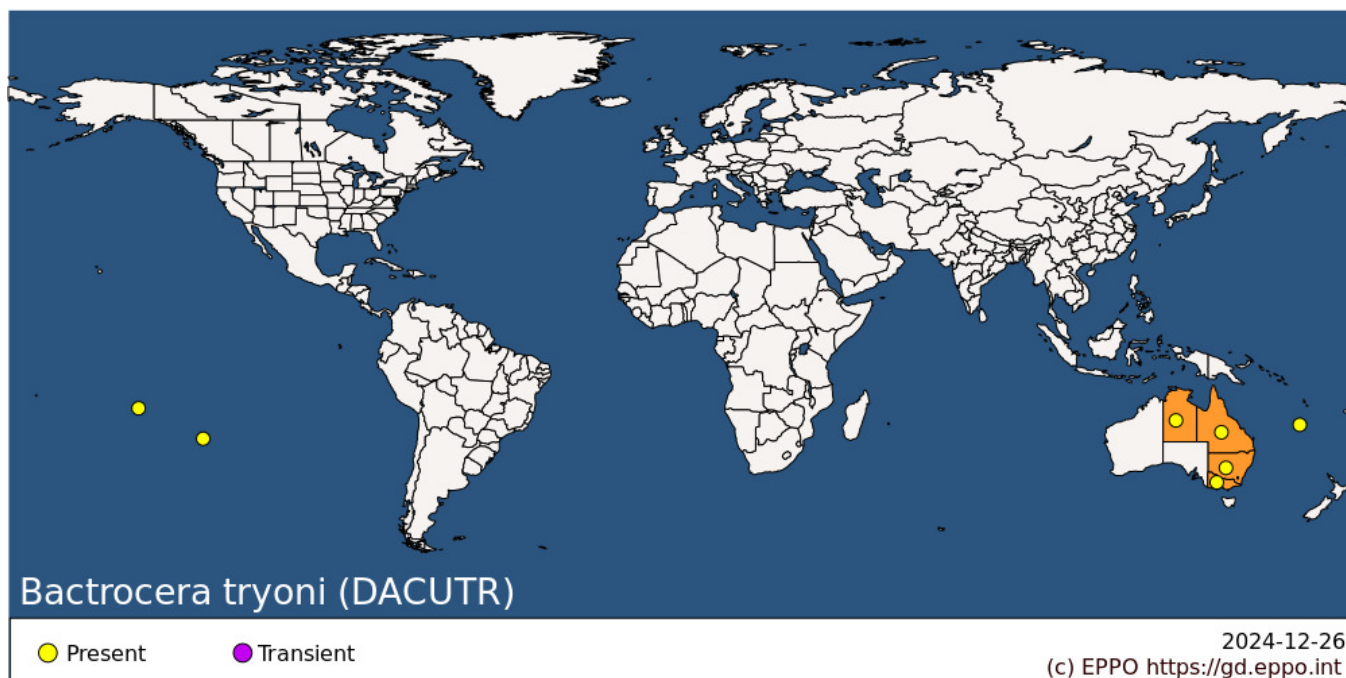 Bactrocera tryoni (DACUTR)
Present
Transient
2024-12-26
(c) EPPO https://gd.eppo.int